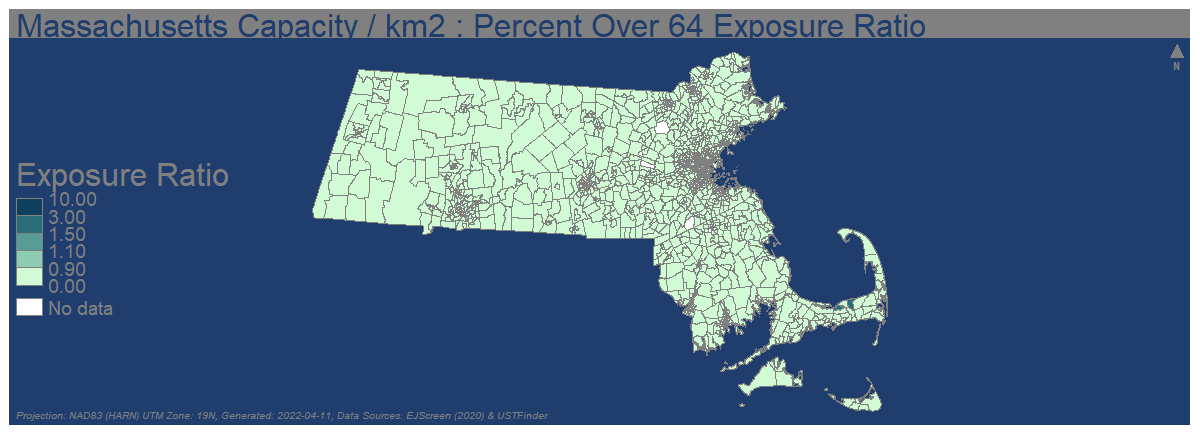 Massachusetts Capacity / km2 : Percent Over 64 Exposure Ratio
N
Exposure Ratio
10.00
3.00
1.50
1.10
0.90
0.00
No data
Projection: NAD83 (HARN) UTM Zone: 19N, Generated: 2022-04-11, Data Sources: EJScreen (2020) & USTFinder